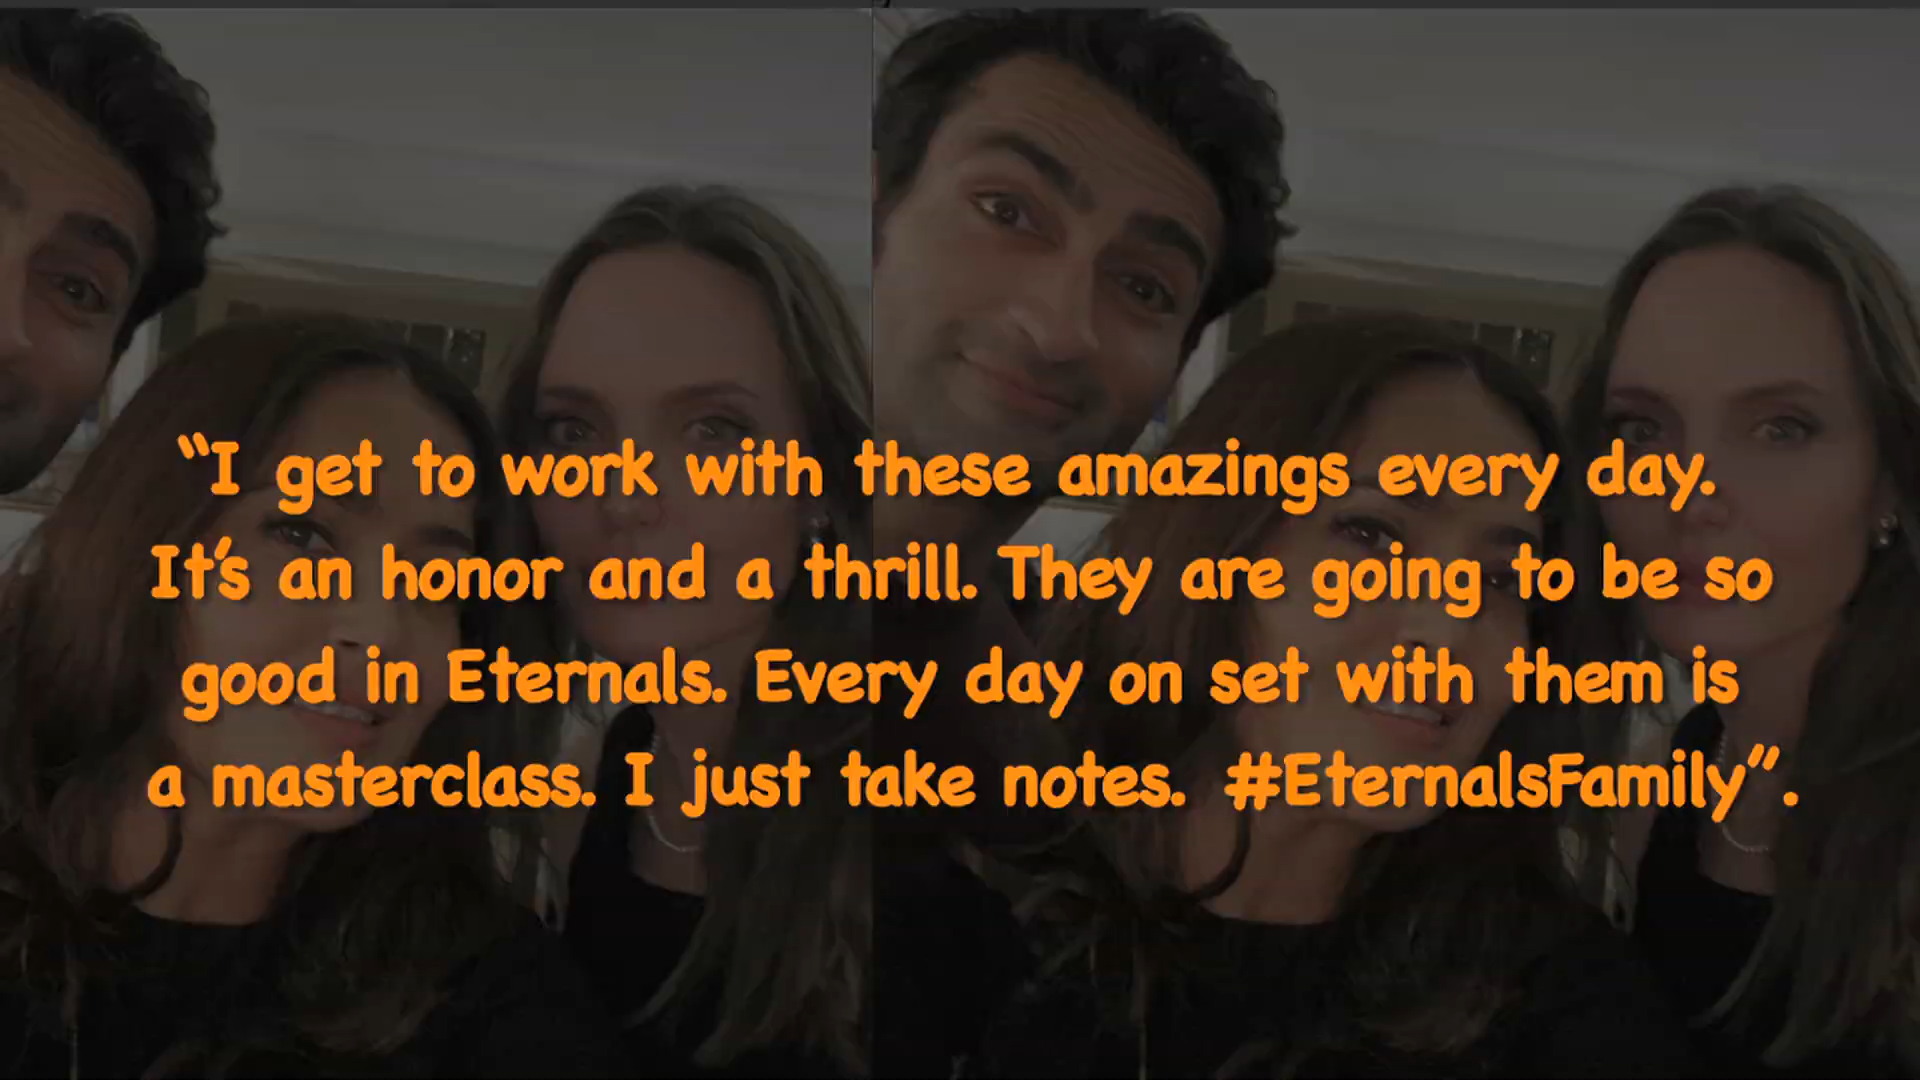 “I get to work with these amazings every day.
It's an honor and a thrill. They are going to be so
good in Eternals. Every day on set with them is
a masterclass. I just take notes. #EternalsFamily”.